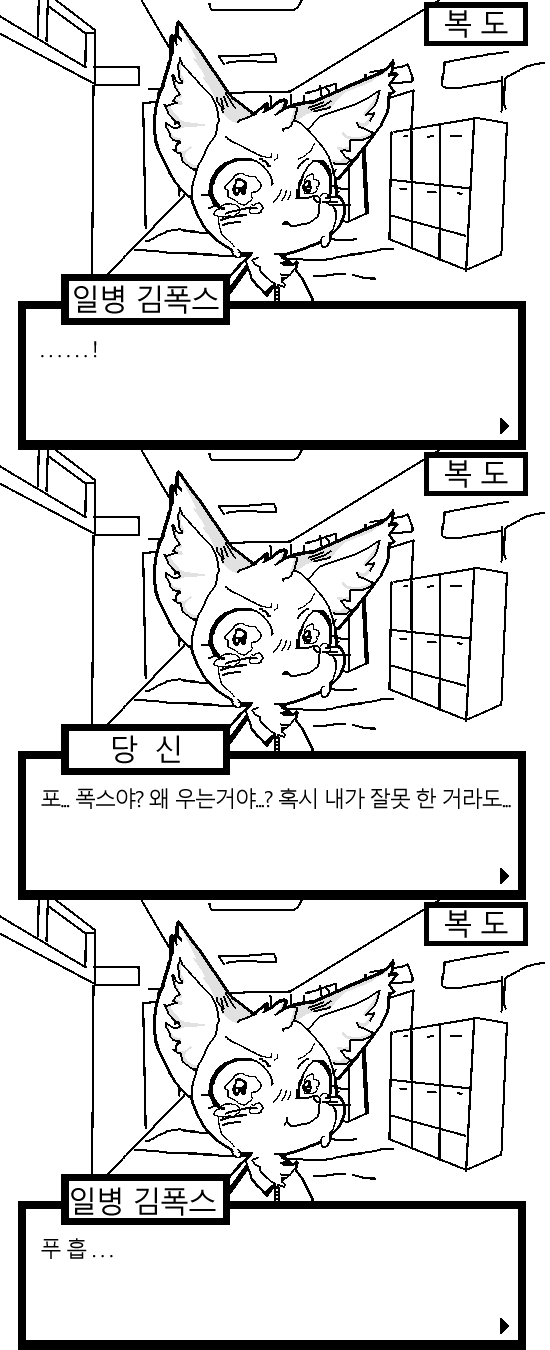 복 도
일병 김폭스
. . . . . . !
복 도
당 신
포... 폭스야? 왜 우는거야...? 혹시 내가 잘못 한 거라도...
복 도
일병 김폭스
푸 흡 . . .